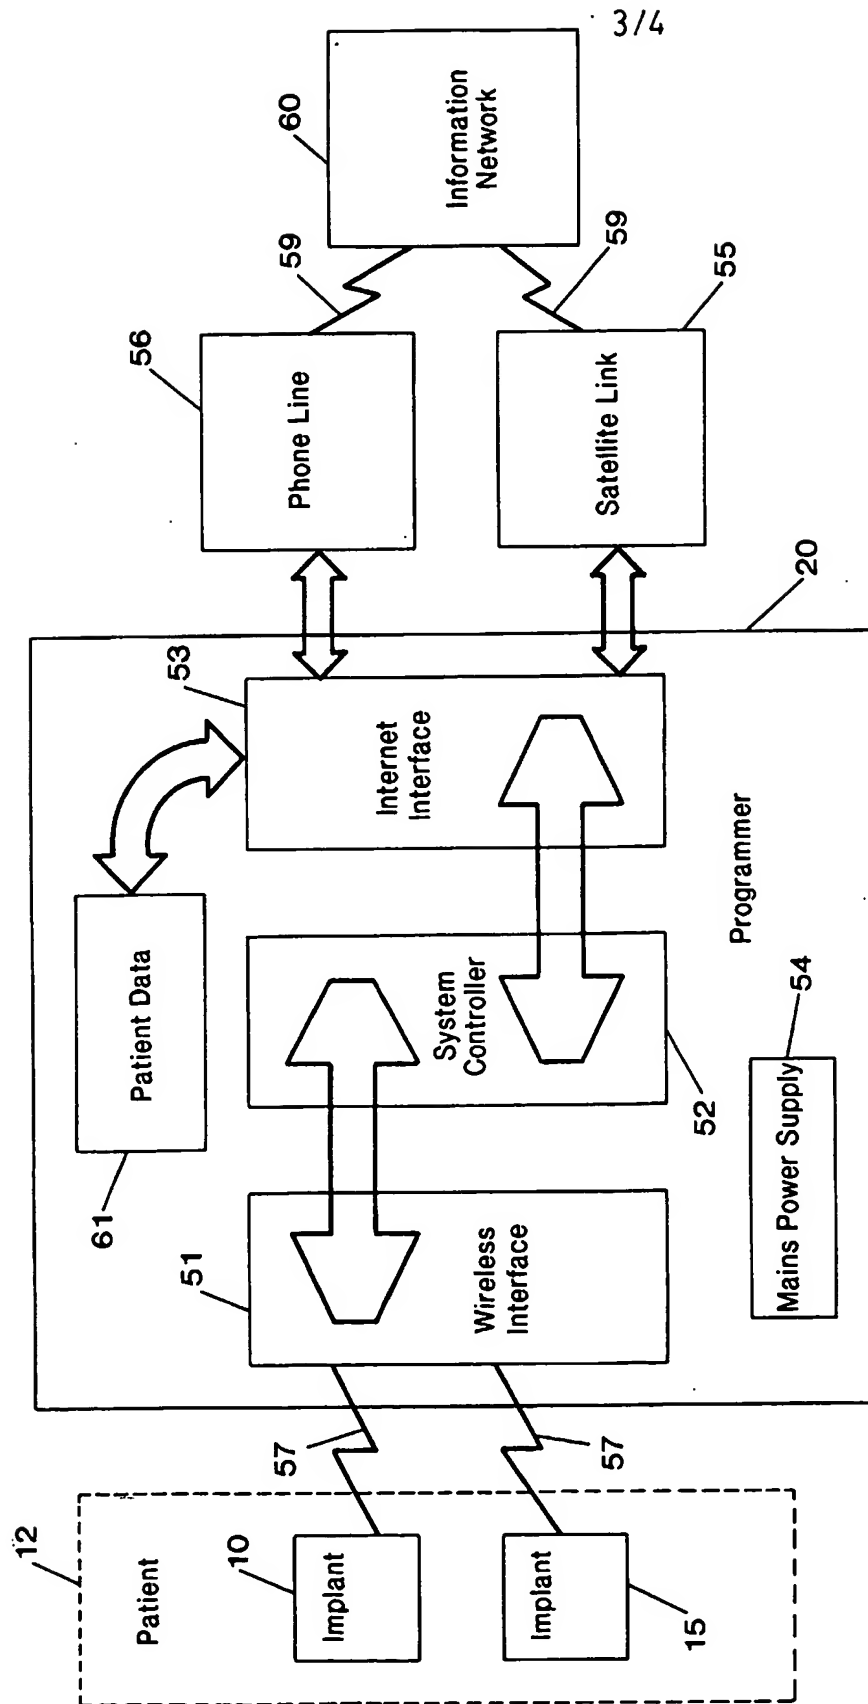 3/4
12
Patient
10
Implant
Implant
15
57
57
51
Wireless
Interface
61
Patient Data
System
Controller
52
53
Internet
Interface
Programmer
54
Mains Power Supply
20
56
Phone Line
Satellite Link
55
59
59
60
Information
Network